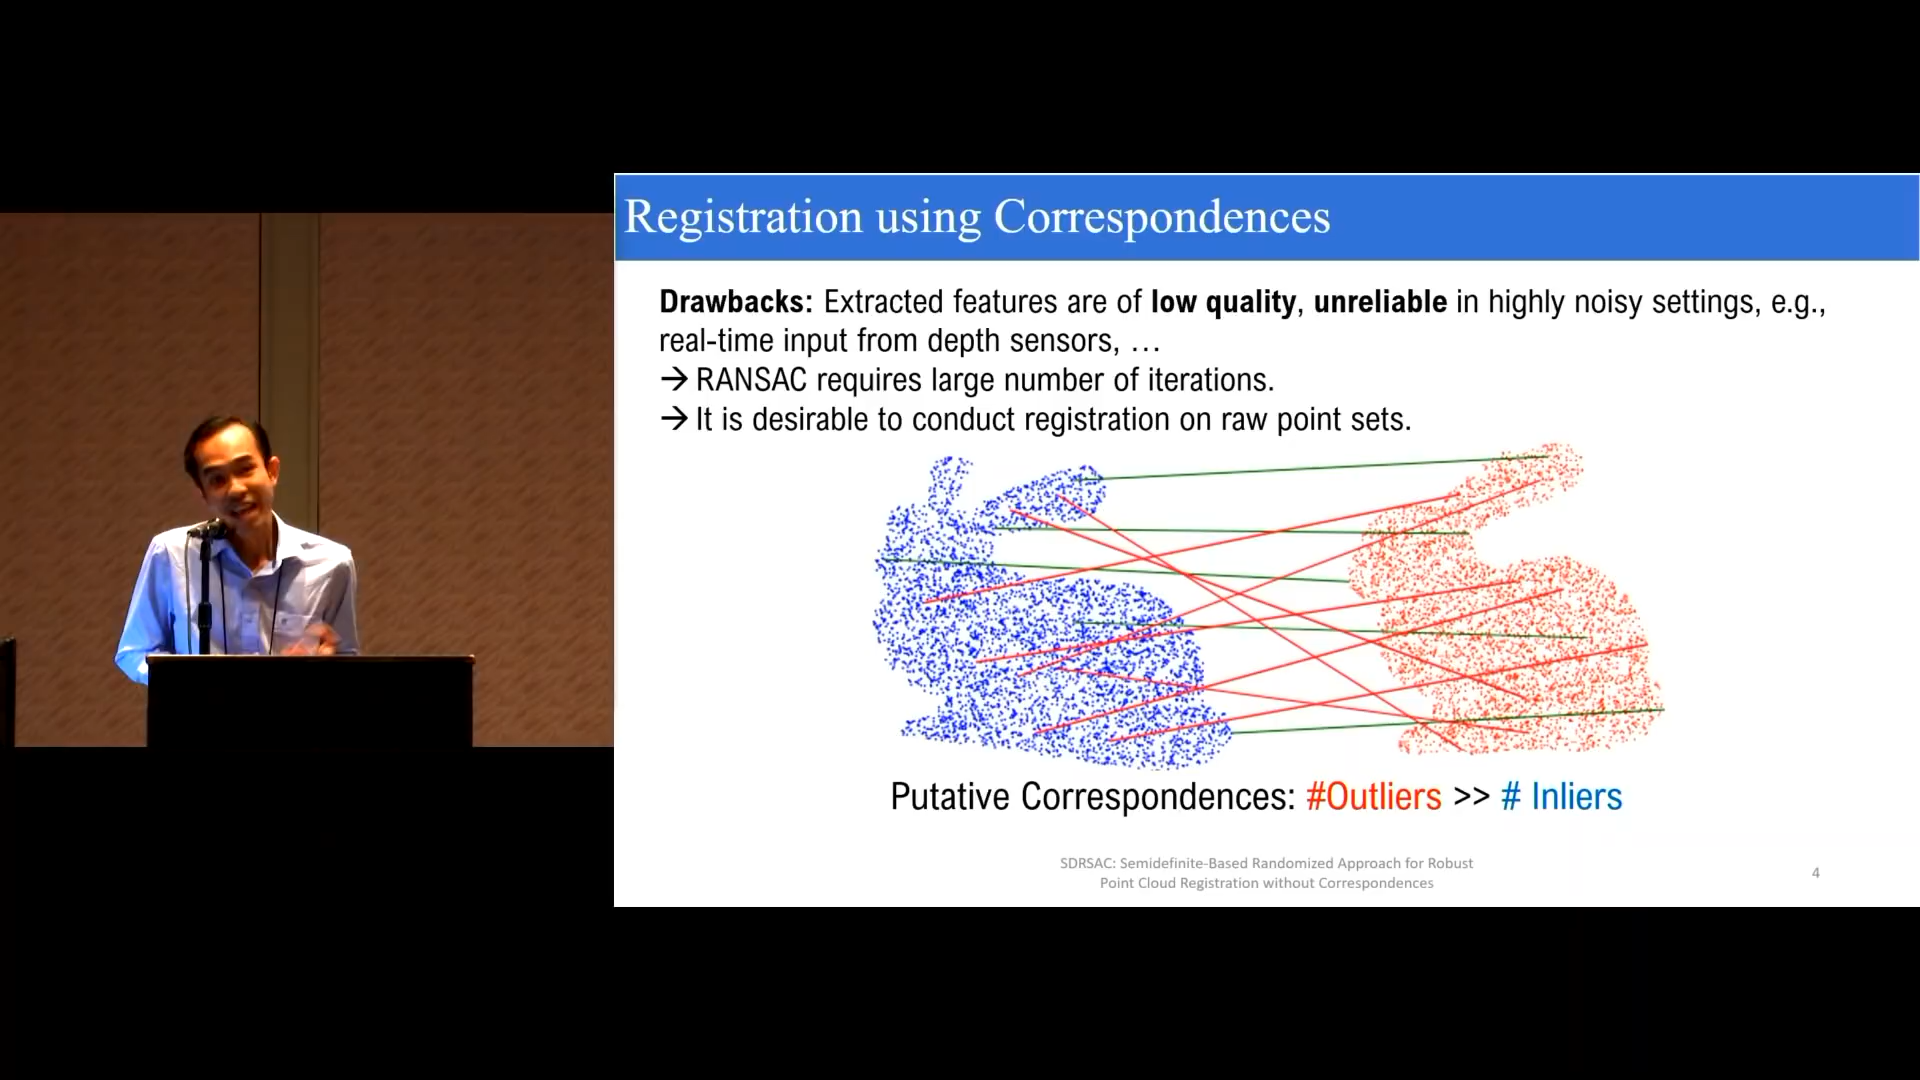 Registration using Correspondences
Drawbacks: Extracted features are of low quality, unreliable in highly noisy settings, e.g.,
real-time input from depth sensors, …
→ RANSAC requires large number of iterations.
→ It is desirable to conduct registration on raw point sets.
Putative Correspondences: #Outliers >> # Inliers
SDRSAC: Semidefinite-Based Randomized Approach for Robust
Point Cloud Registration without Correspondences
4